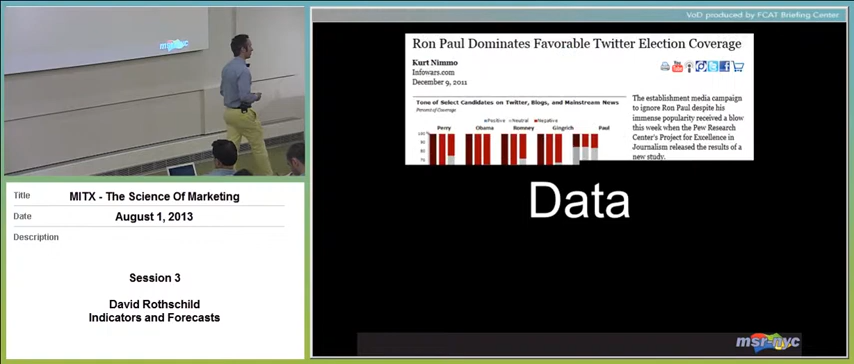 VoD produced by FCAT Briefing Center
msr-nyc
Ron Paul Dominates Favorable Twitter Election Coverage
Kurt Nimmo
Infowars.com
December 9, 2011
Tone of Select Candidates on Twitter, Blogs, and Mainstream News
Percent of Coverage
Positive Neutral Negative
Perry Obama Romney Gingrich Paul
100
90
80
70
The establishment media campaign
to ignore Ron Paul despite his
immense popularity received a blow
this week when the Pew Research
Center's Project for Excellence in
Journalism released the results of a
new study.
Data
Title MITX - The Science Of Marketing
Date August 1, 2013
Description
Session 3
David Rothschild
Indicators and Forecasts
msr-nyc